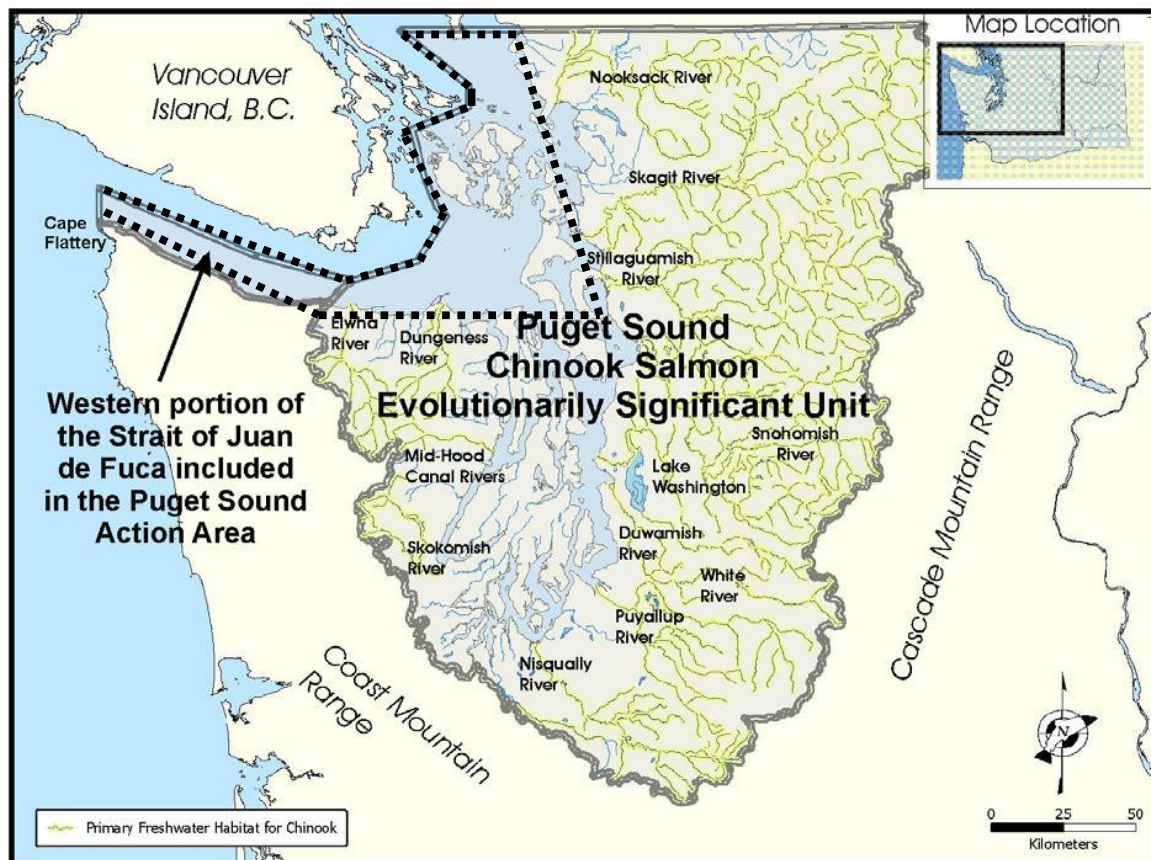 Map Location
Vancouver
Island, B.C.
Nooksack River
Skagit River
Cape
Flattery
Stillaguamish
River
Elwha
River
Dungeness
River
Puget Sound
Chinook Salmon
Evolutionarily Significant Unit
Western portion of
the Strait of Juan
de Fuca included
in the Puget Sound
Action Area
Snohomish
River
Mid-Hood
Canal Rivers
Lake
Washington
Cascade Mountain Range
Skokomish
River
Duwamish
River
White
River
Puyallup
River
Nisqually
River
Coast Mountain
Range
N
Primary Freshwater Habitat for Chinook
0 25 50
Kilometers